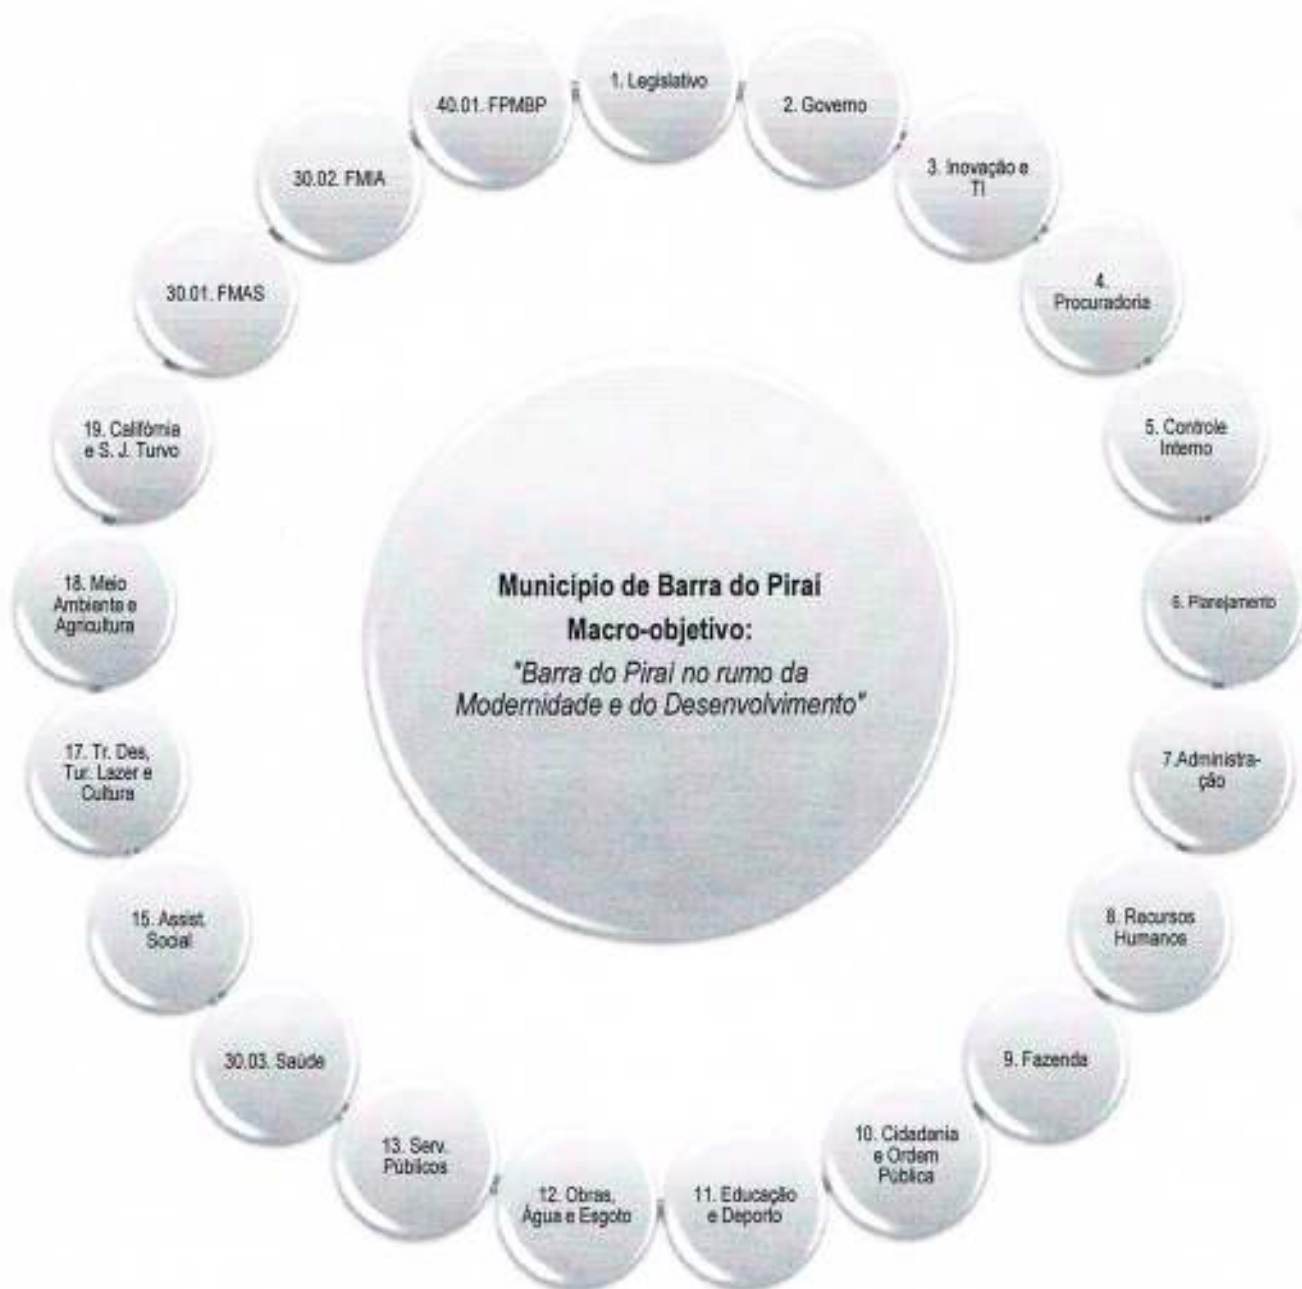 1. Legislativo
2. Governo
3. Inovação e
TI
4.
Procuradoria
5. Controle
Interno
6. Planejamento
7.Administra-
ção
8. Recursos
Humanos
9. Fazenda
10. Cidadania
e Ordem
Pública
11. Educação
e Deporto
12. Obras,
Água e Esgoto
13. Serv.
Públicos
30.03. Saúde
15. Assist.
Social
17. Tr. Des,
Tur. Lazer e
Cultura
18. Meio
Ambiente e
Agricultura
19. Califórnia
e S. J. Turvo
30.01. FMAS
30.02. FMIA
40.01. FPMBP
Município de Barra do Piraí
Macro-objetivo:
"Barra do Piraí no rumo da
Modernidade e do Desenvolvimento"